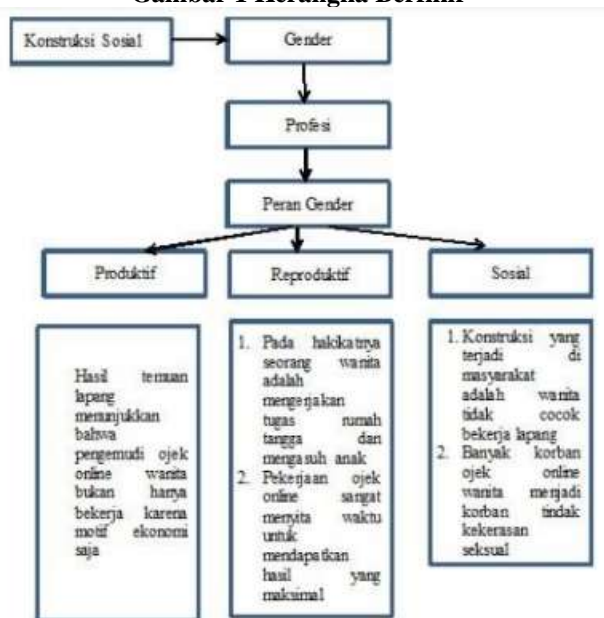 Gambar 1 Kerangka Berfikir
Konstruksi Sosial
Gender
Profesi
Peran Gender
Produktif
Reproduktif
Sosial
Hasil temuan
lapang
menunjukkan
bahwa
pengemudi ojek
online wanita
bukan hanya
bekerja karena
motif ekonomi
saja
1. Pada hakikatnya
seorang wanita
adalah
mengerjakan
tugas rumah
tangga dan
mengasuh anak
2. Pekerjaan ojek
online sangat
menyita waktu
untuk
mendapatkan
hasil yang
maksimal
1. Konstruksi yang
terjadi di
masyarakat
adalah wanita
tidak cocok
bekerja lapang
2. Banyak korban
ojek online
wanita menjadi
korban tindak
kekerasan
seksual